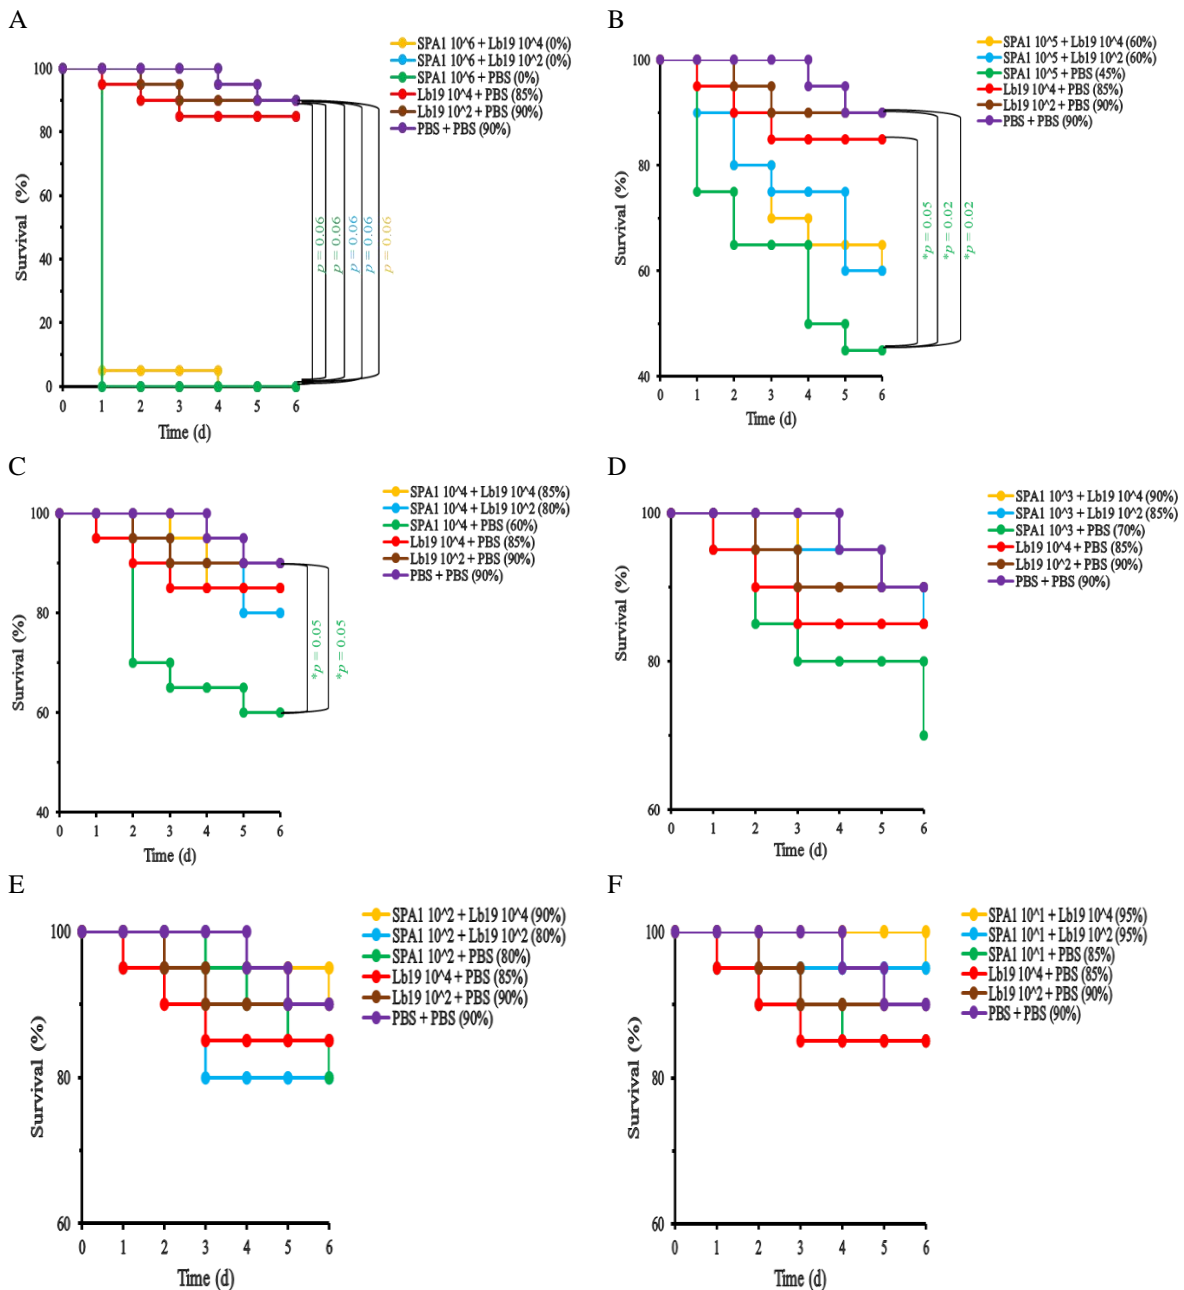 A
SPA1 10^6 + Lb19 10^4 (0%)
SPA1 10^6 + Lb19 10^2 (0%)
SPA1 10^6 + PBS (0%)
Lb19 10^4 + PBS (85%)
Lb19 10^2 + PBS (90%)
PBS + PBS (90%)
Survival (%)
100
80
60
40
20
0
0 1 2 3 4 5 6
Time (d)
p = 0.06
p = 0.06
p = 0.06
p = 0.06
p = 0.06
B
SPA1 10^5 + Lb19 10^4 (60%)
SPA1 10^5 + Lb19 10^2 (60%)
SPA1 10^5 + PBS (45%)
Lb19 10^4 + PBS (85%)
Lb19 10^2 + PBS (90%)
PBS + PBS (90%)
Survival (%)
100
80
60
40
0 1 2 3 4 5 6
Time (d)
*p = 0.05
*p = 0.02
*p = 0.02
C
SPA1 10^4 + Lb19 10^4 (85%)
SPA1 10^4 + Lb19 10^2 (80%)
SPA1 10^4 + PBS (60%)
Lb19 10^4 + PBS (85%)
Lb19 10^2 + PBS (90%)
PBS + PBS (90%)
Survival (%)
100
80
60
40
0 1 2 3 4 5 6
Time (d)
*p = 0.05
*p = 0.05
D
SPA1 10^3 + Lb19 10^4 (90%)
SPA1 10^3 + Lb19 10^2 (85%)
SPA1 10^3 + PBS (70%)
Lb19 10^4 + PBS (85%)
Lb19 10^2 + PBS (90%)
PBS + PBS (90%)
Survival (%)
100
80
60
0 1 2 3 4 5 6
Time (d)
E
SPA1 10^2 + Lb19 10^4 (90%)
SPA1 10^2 + Lb19 10^2 (80%)
SPA1 10^2 + PBS (80%)
Lb19 10^4 + PBS (85%)
Lb19 10^2 + PBS (90%)
PBS + PBS (90%)
Survival (%)
100
80
60
0 1 2 3 4 5 6
Time (d)
F
SPA1 10^1 + Lb19 10^4 (95%)
SPA1 10^1 + Lb19 10^2 (95%)
SPA1 10^1 + PBS (85%)
Lb19 10^4 + PBS (85%)
Lb19 10^2 + PBS (90%)
PBS + PBS (90%)
Survival (%)
100
80
60
0 1 2 3 4 5 6
Time (d)